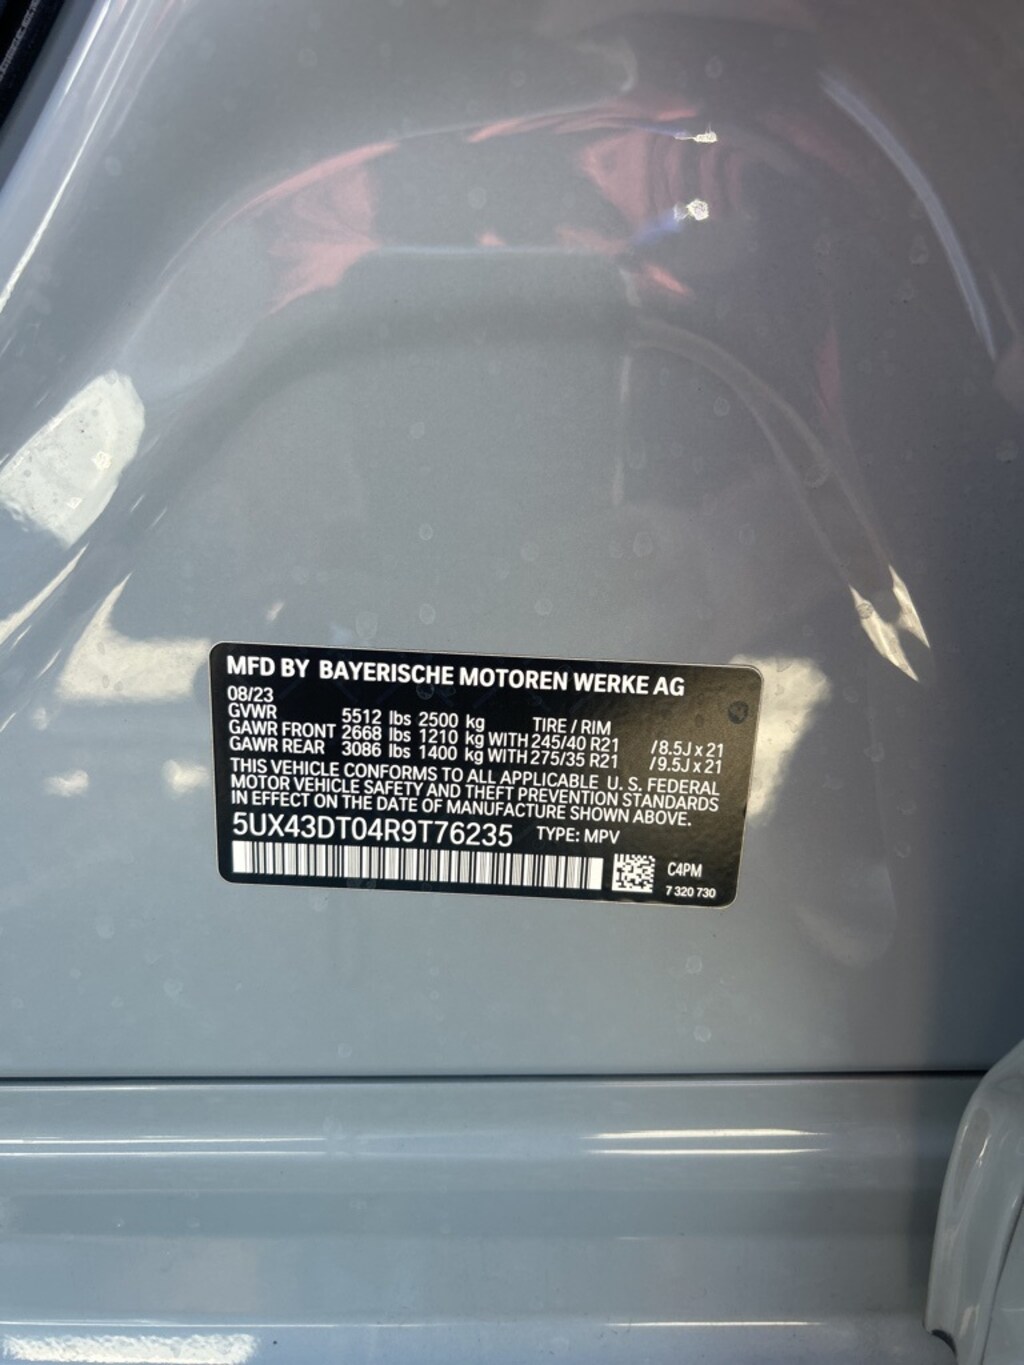 MFD BY BAYERISCHE MOTOREN WERKE AG
08/23
GVWR 5512 lbs 2500 kg TIRE / RIM
GAWR FRONT 2668 lbs 1210 kg WITH 245/40 R21 /8.5J x 21
GAWR REAR 3086 lbs 1400 kg WITH 275/35 R21 /9.5J x 21
THIS VEHICLE CONFORMS TO ALL APPLICABLE U. S. FEDERAL
MOTOR VEHICLE SAFETY AND THEFT PREVENTION STANDARDS
IN EFFECT ON THE DATE OF MANUFACTURE SHOWN ABOVE.
5UX43DT04R9T76235 TYPE: MPV
C4PM
7 320 730